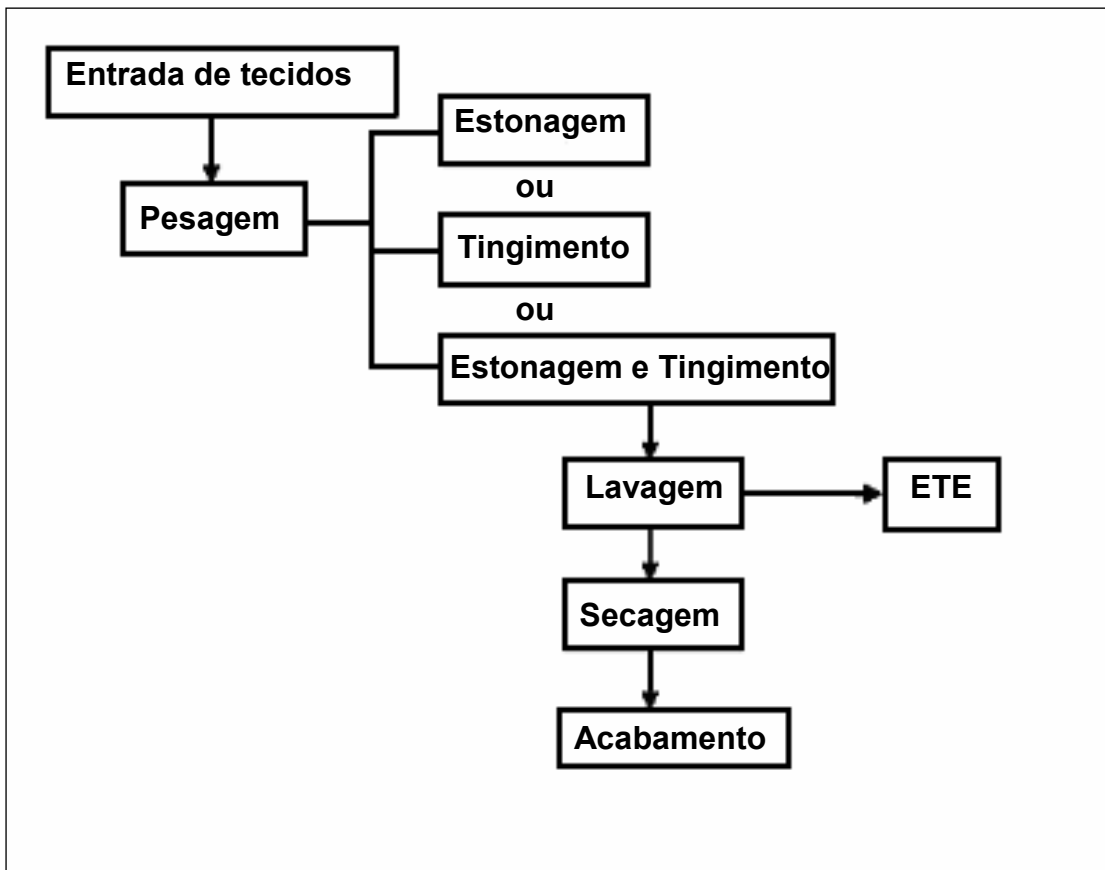 Entrada de tecidos
Pesagem
Estonagem
ou
Tingimento
ou
Estonagem e Tingimento
Lavagem
ETE
Secagem
Acabamento